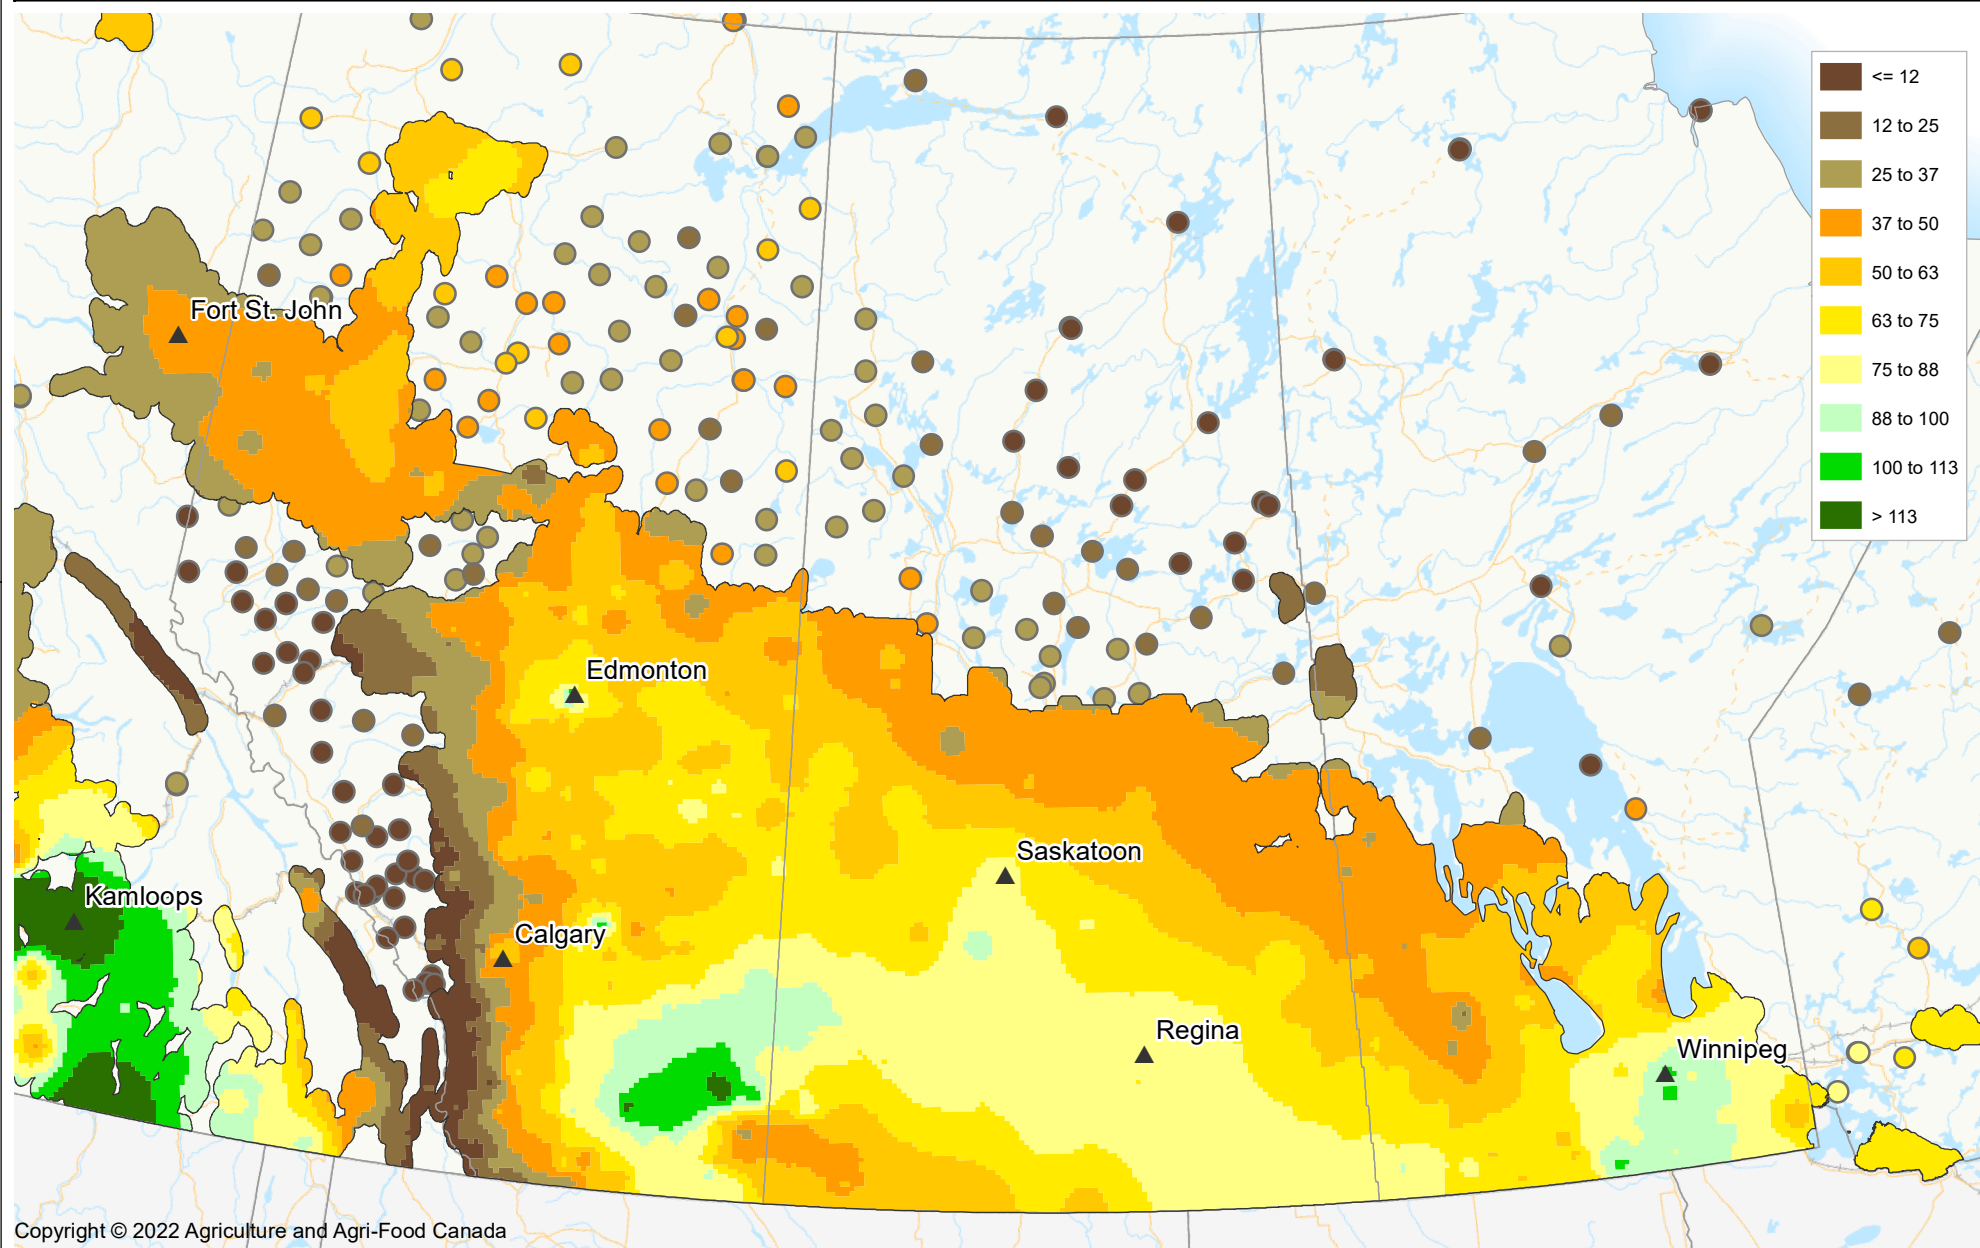 <= 12
12 to 25
25 to 37
37 to 50
50 to 63
63 to 75
75 to 88
88 to 100
100 to 113
> 113
Fort St. John
Edmonton
Saskatoon
Kamloops
Calgary
Regina
Winnipeg
Copyright © 2022 Agriculture and Agri-Food Canada